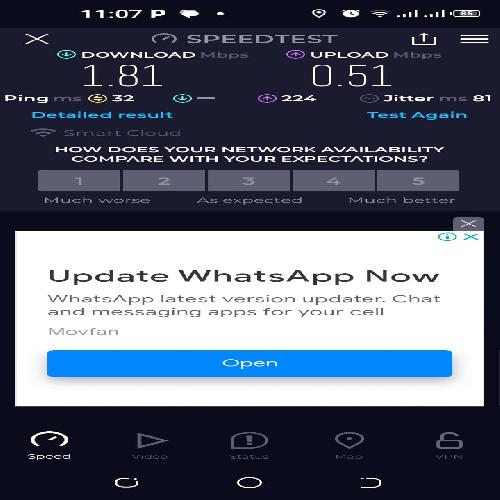 11:07 P
85
SPEEDTEST
DOWNLOAD Mbps
UPLOAD Mbps
1.81
0.51
Ping ms 32 — 224 Jitter ms 81
Detailed result
Test Again
Smart Cloud
HOW DOES YOUR NETWORK AVAILABILITY
COMPARE WITH YOUR EXPECTATIONS?
1 2 3 4 5
Much worse As expected Much better
Update WhatsApp Now
WhatsApp latest version updater. Chat
and messaging apps for your cell
Movfan
Open
Speed Video Status Map VPN